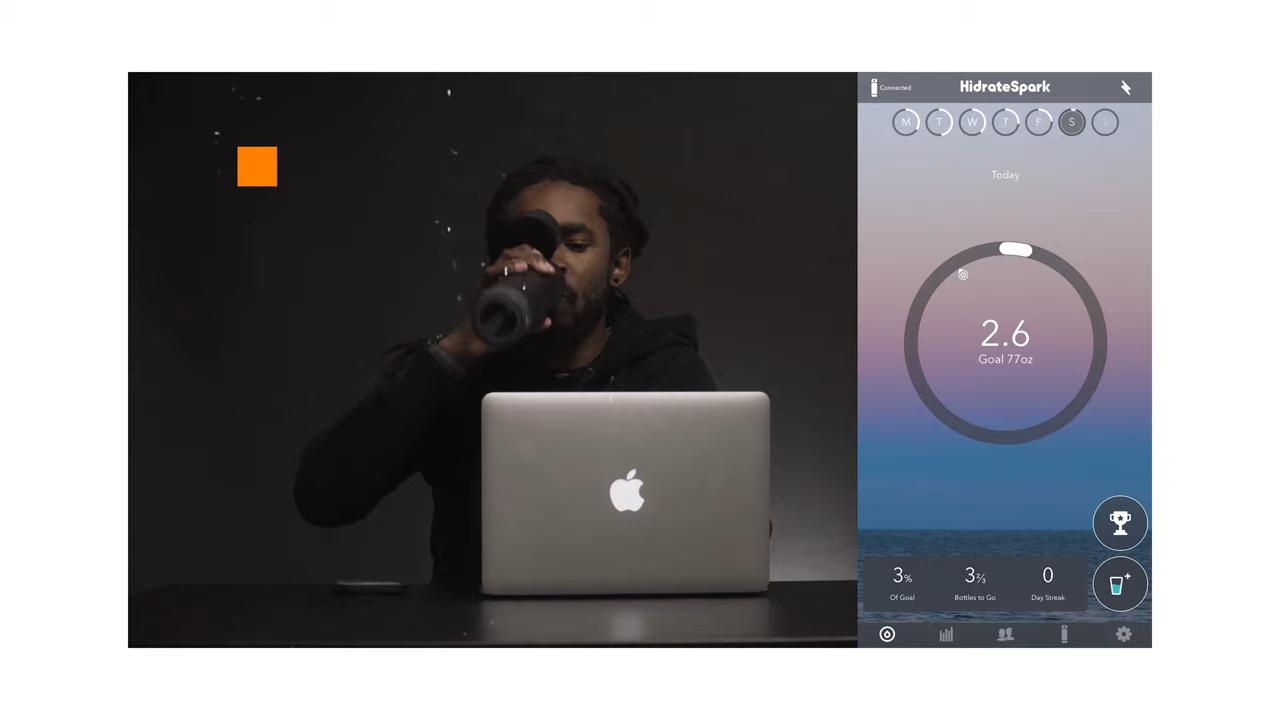 Connected
HidrateSpark
M T W T F S S
Today
2.6
Goal 77oz
3%
Of Goal
3⅔
Bottles to Go
0
Day Streak